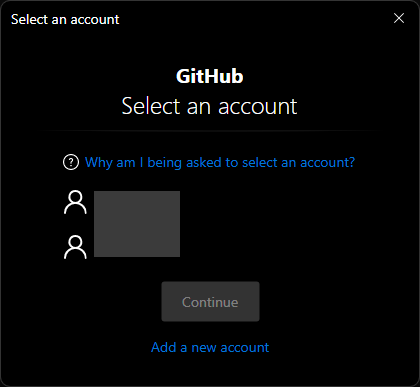 Select an account
GitHub
Select an account
Why am I being asked to select an account?
Continue
Add a new account